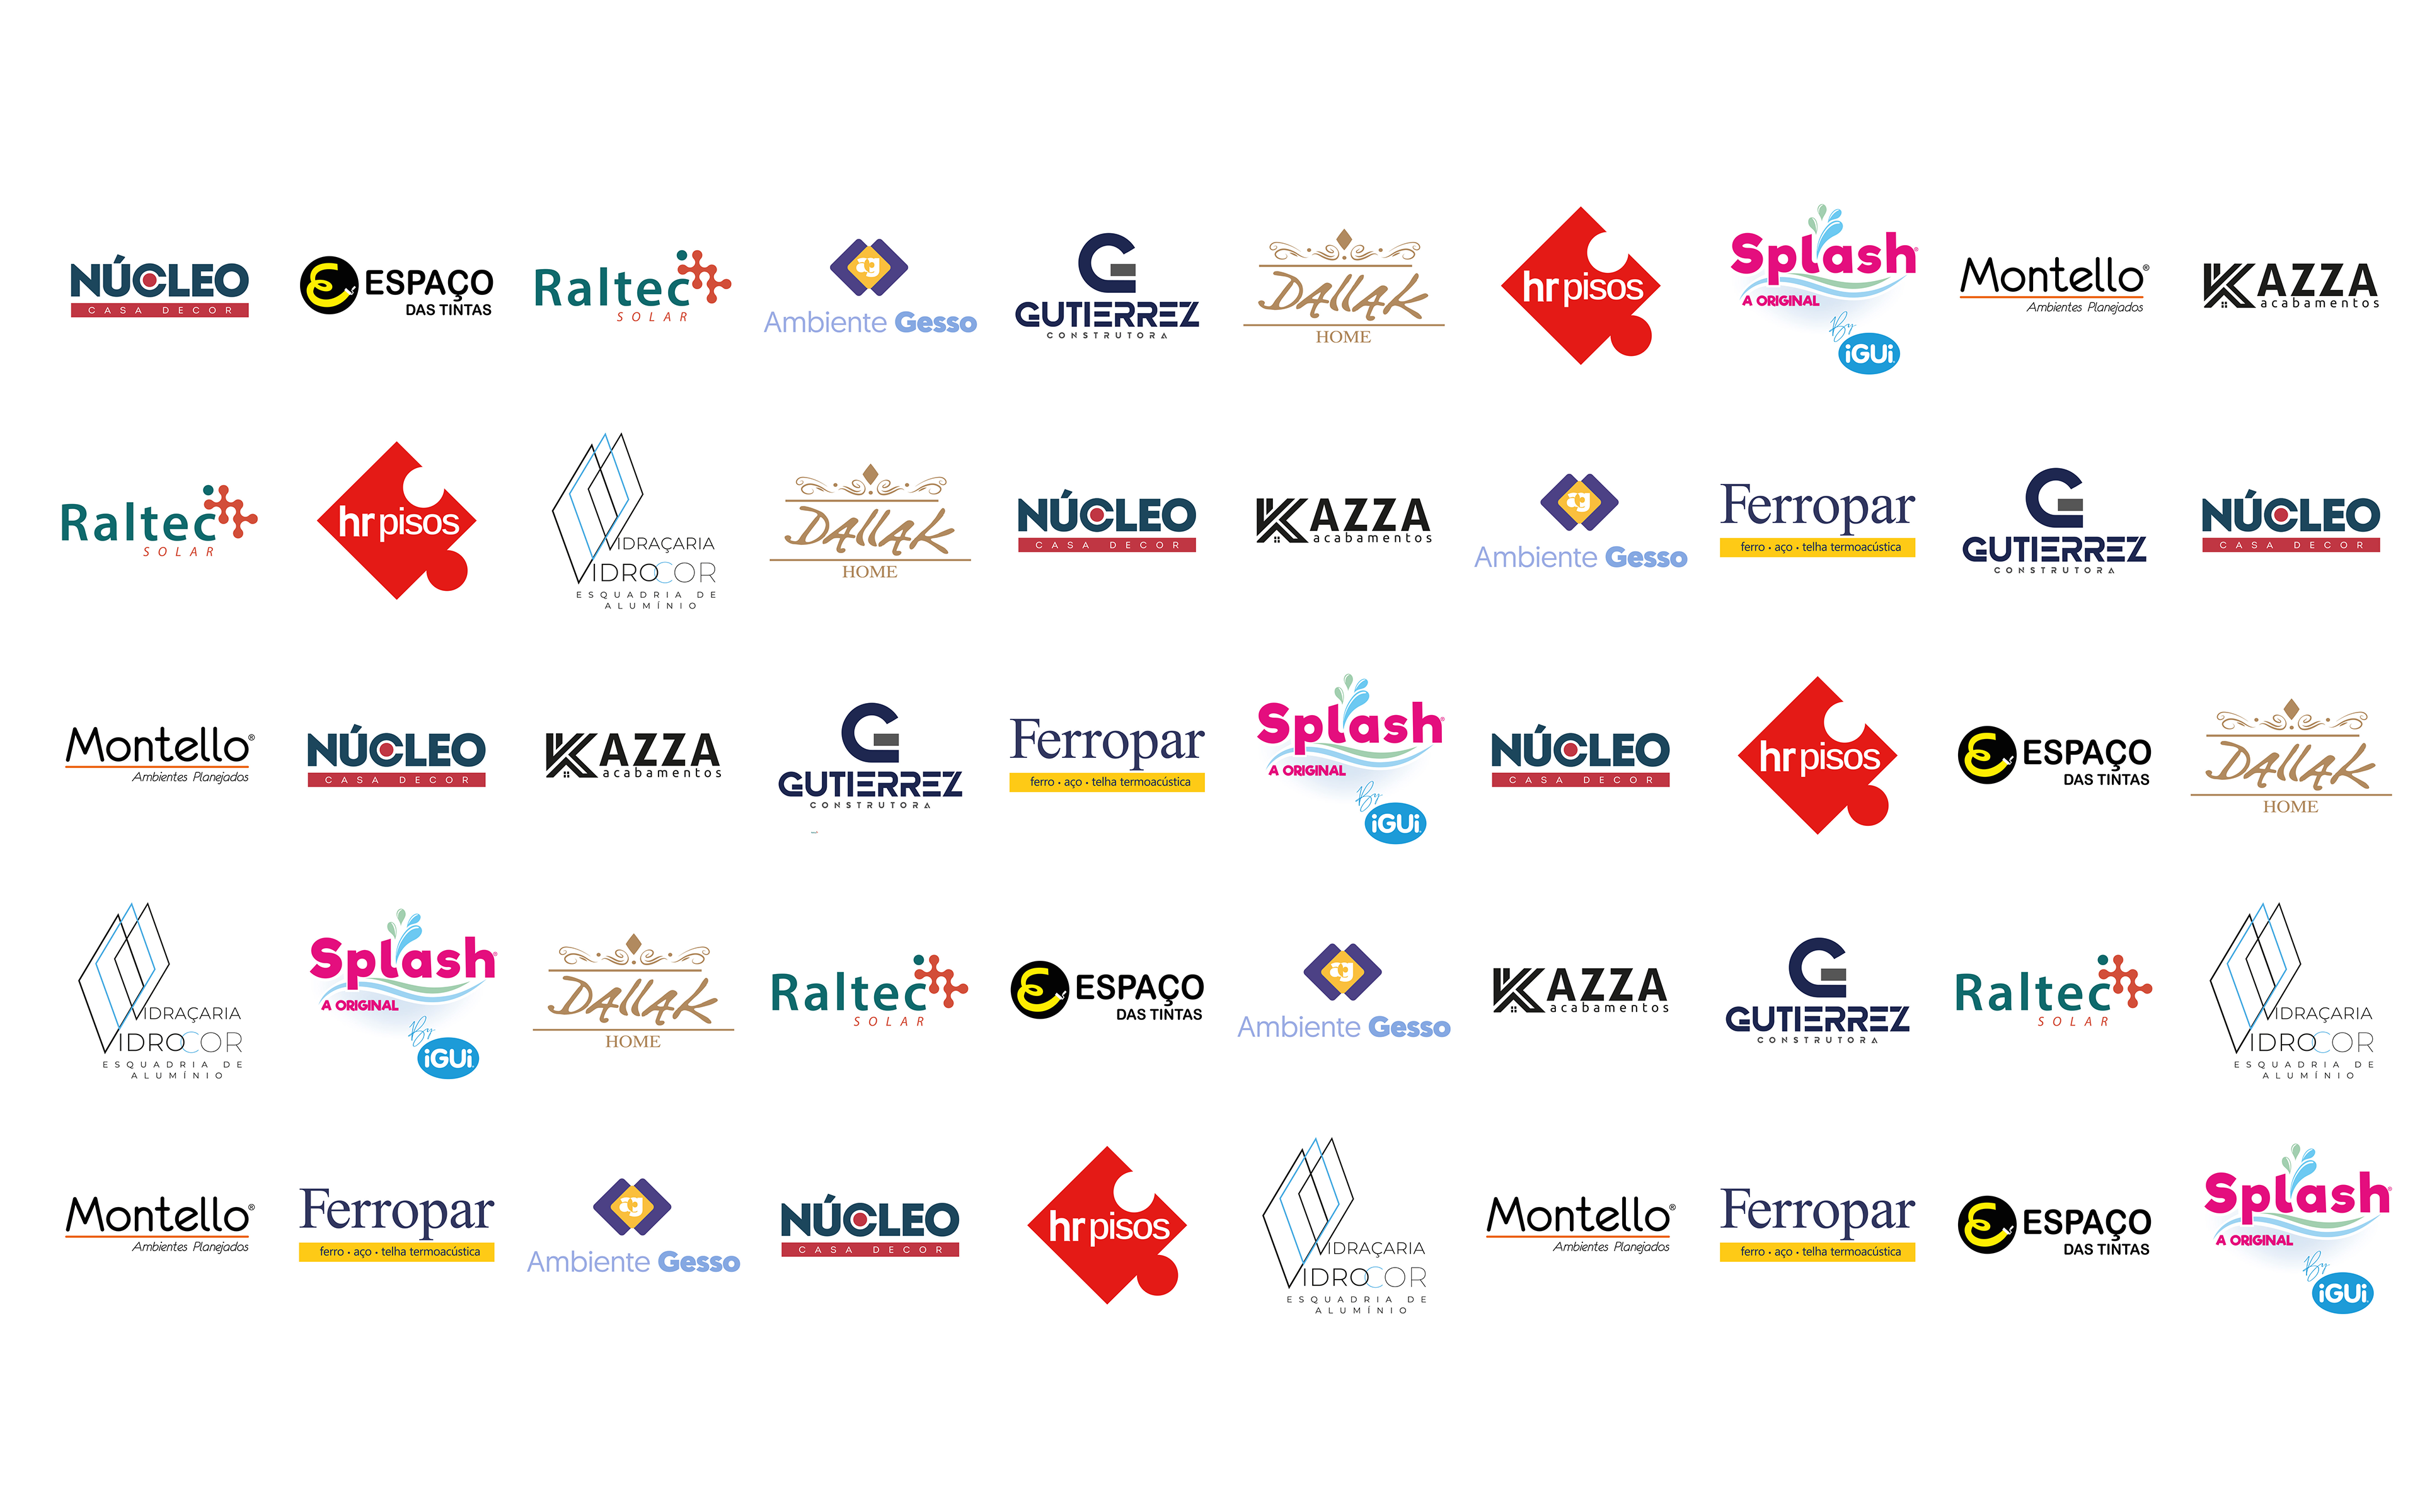 NÚCLEO
CASA DECOR
ESPAÇO
DAS TINTAS
Raltec
SOLAR
ag
Ambiente Gesso
GUTIERREZ
CONSTRUTORA
DALLAK
HOME
hr pisos
Splash
A ORIGINAL
By
iGUi
Montello®
Ambientes Planejados
KAZZA
acabamentos
Raltec
SOLAR
hr pisos
VIDRAÇARIA
VIDROCOR
ESQUADRIA DE
ALUMÍNIO
DALLAK
HOME
NÚCLEO
CASA DECOR
KAZZA
acabamentos
ag
Ambiente Gesso
Ferropar
ferro • aço • telha termoacústica
GUTIERREZ
CONSTRUTORA
NÚCLEO
CASA DECOR
Montello®
Ambientes Planejados
NÚCLEO
CASA DECOR
KAZZA
acabamentos
GUTIERREZ
CONSTRUTORA
Ferropar
ferro • aço • telha termoacústica
Splash
A ORIGINAL
By
iGUi
NÚCLEO
CASA DECOR
hr pisos
ESPAÇO
DAS TINTAS
DALLAK
HOME
VIDRAÇARIA
VIDROCOR
ESQUADRIA DE
ALUMÍNIO
Splash
A ORIGINAL
By
iGUi
DALLAK
HOME
Raltec
SOLAR
ESPAÇO
DAS TINTAS
ag
Ambiente Gesso
KAZZA
acabamentos
GUTIERREZ
CONSTRUTORA
Raltec
SOLAR
VIDRAÇARIA
VIDROCOR
ESQUADRIA DE
ALUMÍNIO
Montello®
Ambientes Planejados
Ferropar
ferro • aço • telha termoacústica
ag
Ambiente Gesso
NÚCLEO
CASA DECOR
hr pisos
VIDRAÇARIA
VIDROCOR
ESQUADRIA DE
ALUMÍNIO
Montello®
Ambientes Planejados
Ferropar
ferro • aço • telha termoacústica
ESPAÇO
DAS TINTAS
Splash
A ORIGINAL
By
iGUi